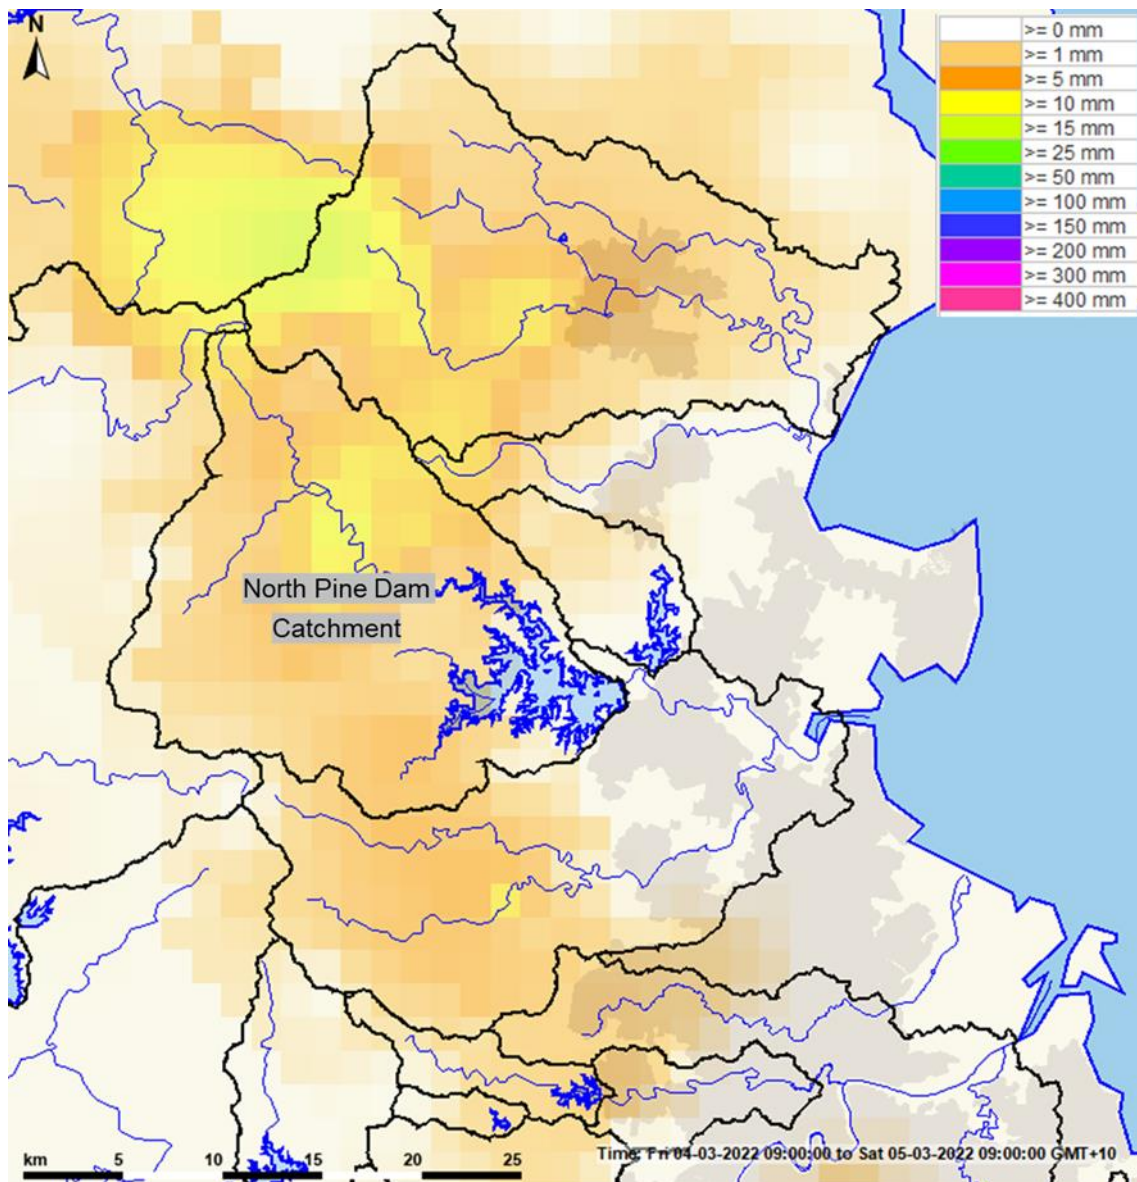 N
>= 0 mm
>= 1 mm
>= 5 mm
>= 10 mm
>= 15 mm
>= 25 mm
>= 50 mm
>= 100 mm
>= 150 mm
>= 200 mm
>= 300 mm
>= 400 mm
North Pine Dam
Catchment
km 5 10 15 20 25
Time: Fri 04-03-2022 09:00:00 to Sat 05-03-2022 09:00:00 GMT+10